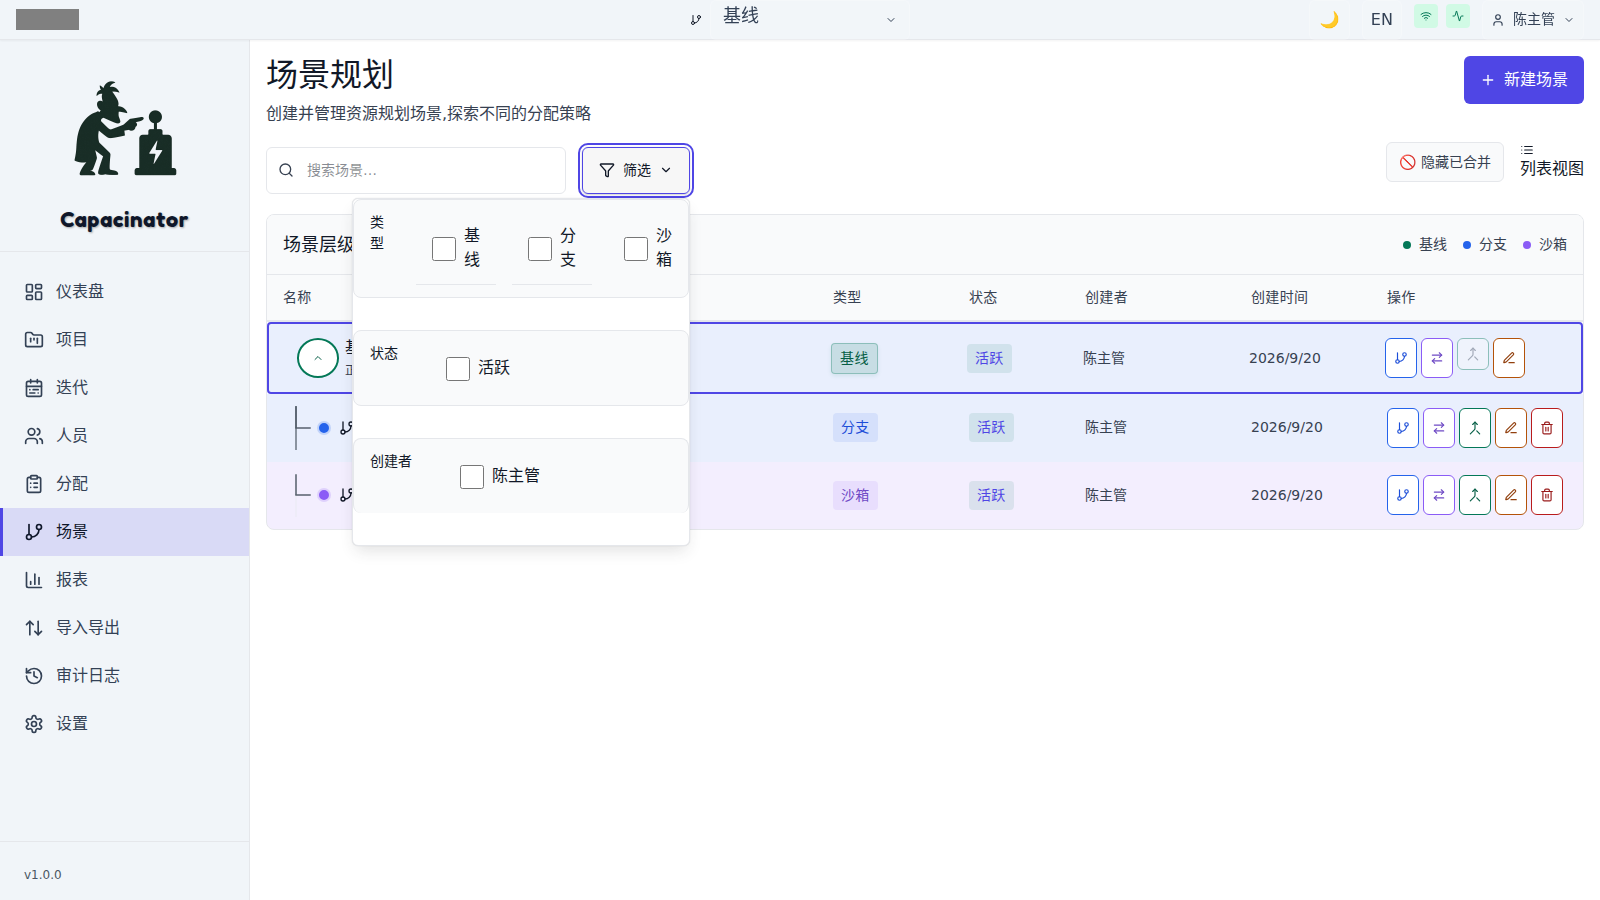 基线
EN
陈主管
Capacinator
仪表盘
项目
迭代
人员
分配
场景
报表
导入导出
审计日志
设置
v1.0.0
场景规划
创建并管理资源规划场景,探索不同的分配策略
新建场景
搜索场景...
筛选
隐藏已合并
列表视图
场景层级
基线
分支
沙箱
类型
基线
分支
沙箱
状态
活跃
创建者
陈主管
名称
类型
状态
创建者
创建时间
操作
基线
活跃
陈主管
2026/9/20
分支
活跃
陈主管
2026/9/20
沙箱
活跃
陈主管
2026/9/20